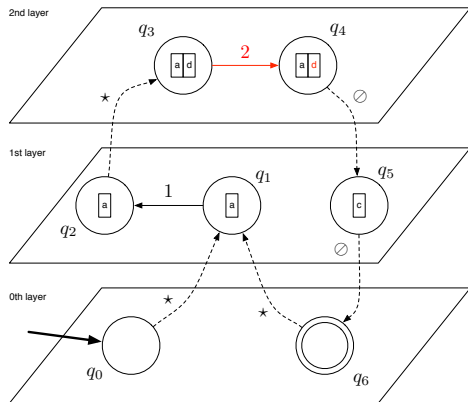 2nd layer
q3
q4
a d
2
a d
⋆
⊘
1st layer
q1
q5
1
a
a
c
q2
⊘
⋆
⋆
0th layer
q0
q6